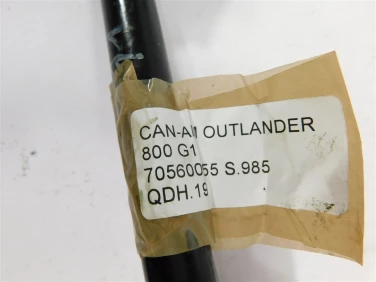 CAN-AM OUTLANDER
800 G1
70560055 S.985
QDH.19